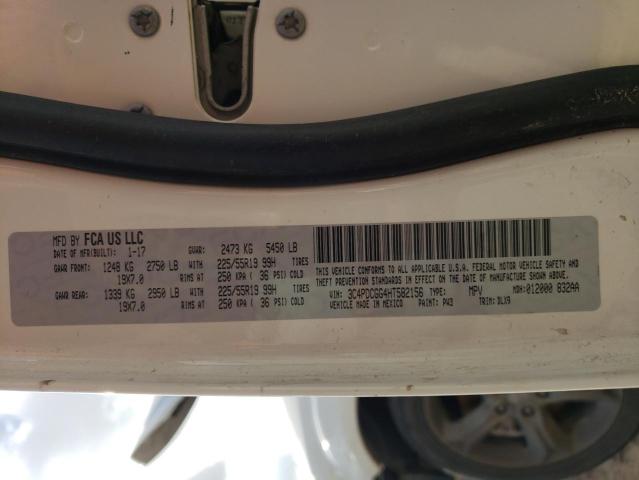 MFD BY FCA US LLC
DATE OF MFR(BUILT): 1-17 GVWR: 2473 KG 5450 LB
GAWR FRONT: 1248 KG 2750 LB WITH 225/55R19 99H TIRES
19X7.0 RIMS AT 250 KPA ( 36 PSI) COLD
GAWR REAR: 1339 KG 2950 LB WITH 225/55R19 99H TIRES
19X7.0 RIMS AT 250 KPA ( 36 PSI) COLD
THIS VEHICLE CONFORMS TO ALL APPLICABLE U.S.A. FEDERAL MOTOR VEHICLE SAFETY AND
THEFT PREVENTION STANDARDS IN EFFECT ON THE DATE OF MANUFACTURE SHOWN ABOVE.
VIN: 3C4PDCGG4HT582156 TYPE: MPV MDH: 012000 832AA
VEHICLE MADE IN MEXICO PAINT: PW3 TRIM: DLX9